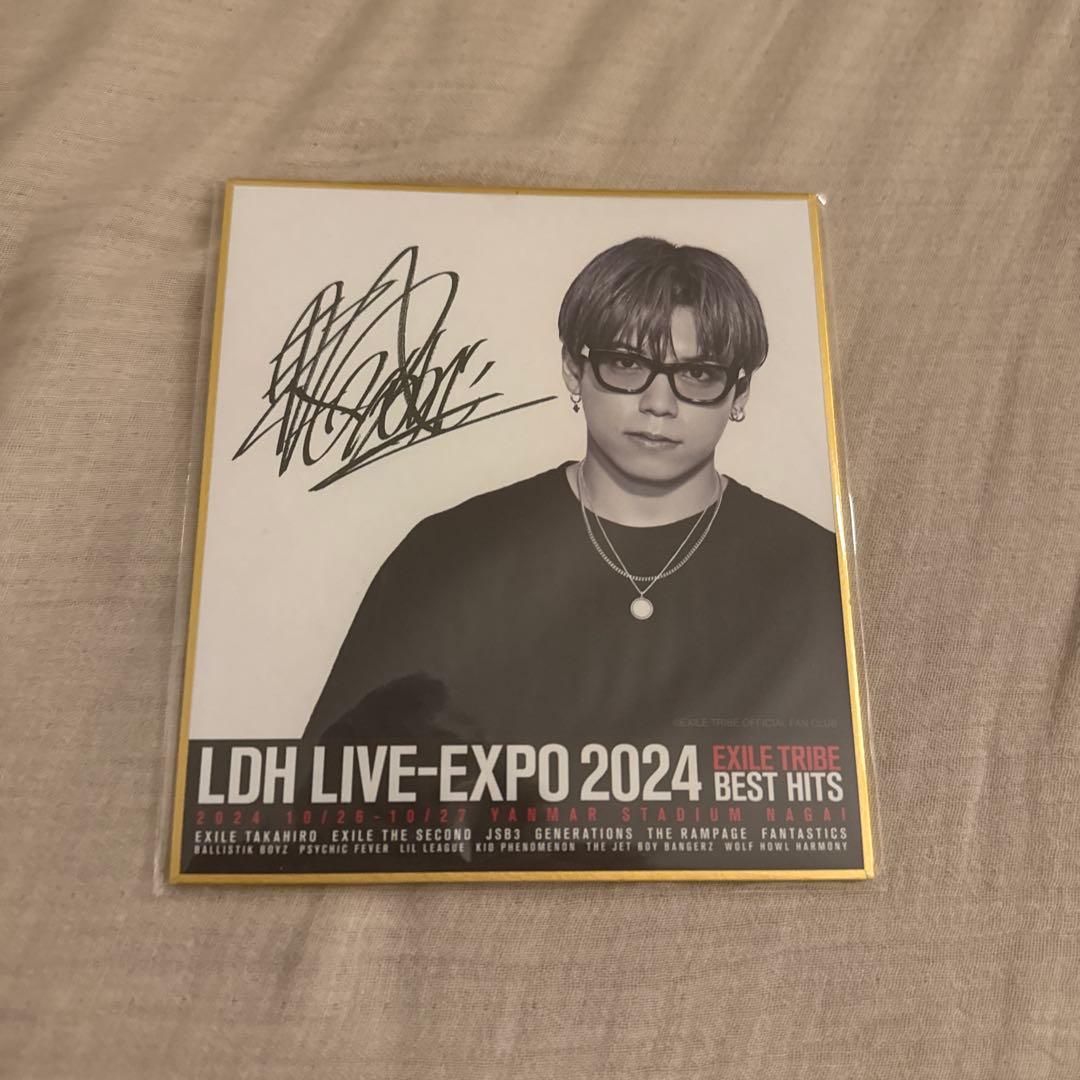 ©EXILE TRIBE OFFICIAL FAN CLUB
LDH LIVE-EXPO 2024 EXILE TRIBE BEST HITS
2024 10/26-10/27 YANMAR STADIUM NAGAI
EXILE TAKAHIRO EXILE THE SECOND JSB3 GENERATIONS THE RAMPAGE FANTASTICS
BALLISTIK BOYZ PSYCHIC FEVER LIL LEAGUE KID PHENOMENON THE JET BOY BANGERZ WOLF HOWL HARMONY